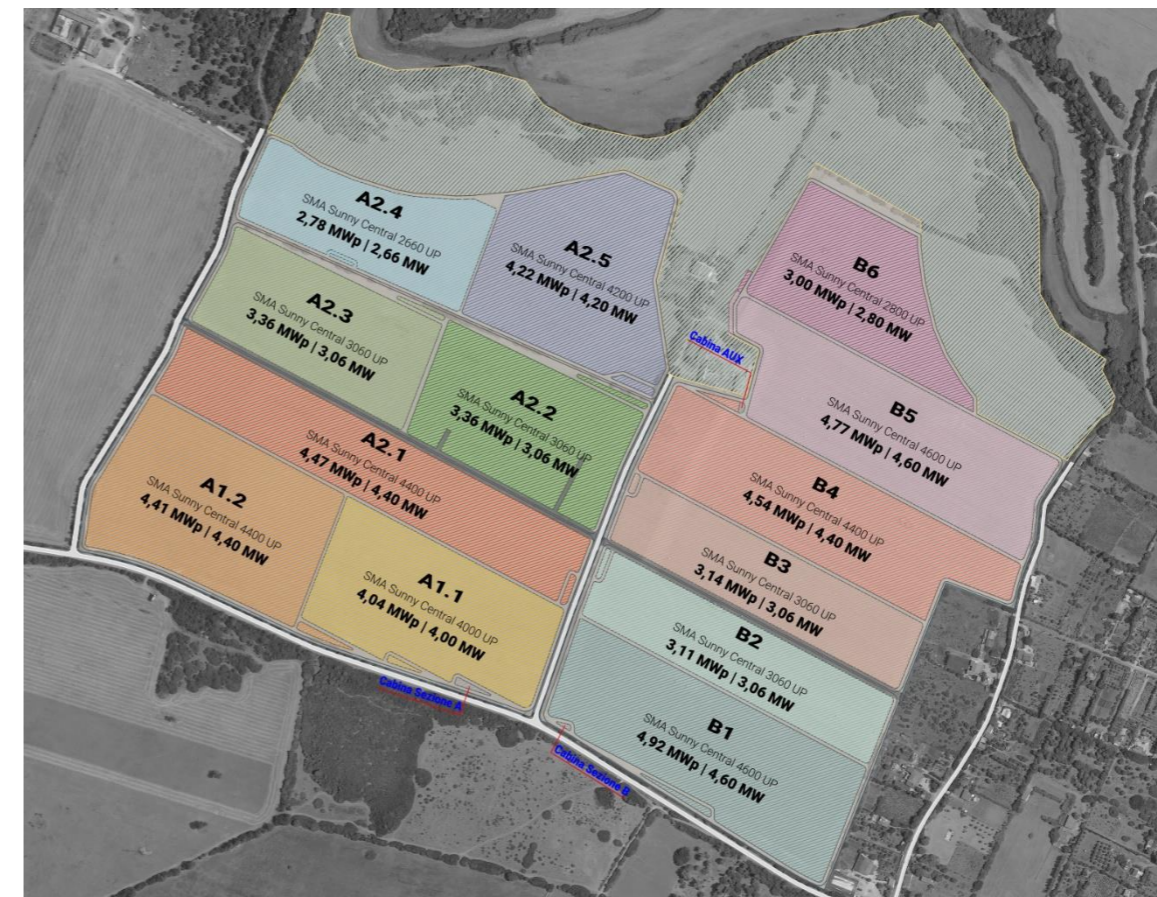 A2.4
SMA Sunny Central 2660 UP
2,78 MWp | 2,66 MW
A2.5
SMA Sunny Central 4200 UP
4,22 MWp | 4,20 MW
B6
SMA Sunny Central 2800 UP
3,00 MWp | 2,80 MW
A2.3
SMA Sunny Central 3060 UP
3,36 MWp | 3,06 MW
Cabina AUX
A2.2
SMA Sunny Central 3060 UP
3,36 MWp | 3,06 MW
B5
SMA Sunny Central 4600 UP
4,77 MWp | 4,60 MW
A2.1
SMA Sunny Central 4400 UP
4,47 MWp | 4,40 MW
B4
SMA Sunny Central 4400 UP
4,54 MWp | 4,40 MW
A1.2
SMA Sunny Central 4400 UP
4,41 MWp | 4,40 MW
B3
SMA Sunny Central 3060 UP
3,14 MWp | 3,06 MW
A1.1
SMA Sunny Central 4000 UP
4,04 MWp | 4,00 MW
B2
SMA Sunny Central 3060 UP
3,11 MWp | 3,06 MW
Cabina Sezione A
B1
SMA Sunny Central 4600 UP
4,92 MWp | 4,60 MW
Cabina Sezione B